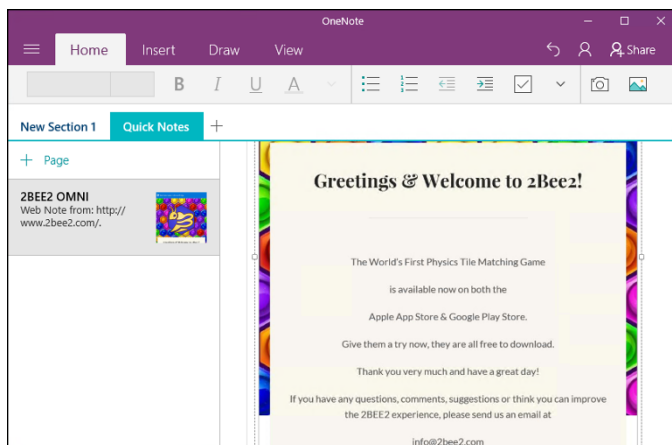 OneNote
Home Insert Draw View Share
B I U A
New Section 1 Quick Notes +
+ Page
2BEE2 OMNI
Web Note from: http://
www.2bee2.com/.
Greetings & Welcome to 2Bee2!
The World's First Physics Tile Matching Game
is available now on both the
Apple App Store & Google Play Store.
Give them a try now, they are all free to download.
Thank you very much and have a great day!
If you have any questions, comments, suggestions or think you can improve
the 2BEE2 experience, please send us an email at
info@2bee2.com